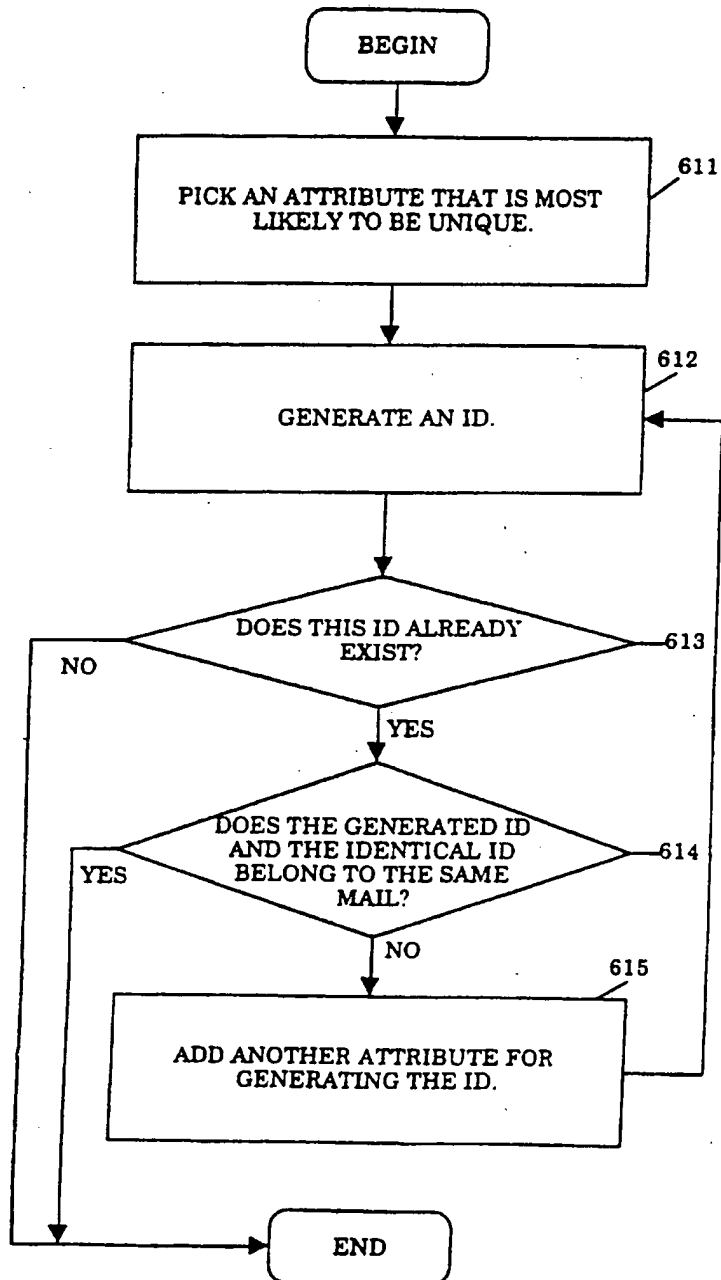 BEGIN
611
PICK AN ATTRIBUTE THAT IS MOST
LIKELY TO BE UNIQUE.
612
GENERATE AN ID.
DOES THIS ID ALREADY
EXIST?
613
NO
YES
DOES THE GENERATED ID
AND THE IDENTICAL ID
BELONG TO THE SAME
MAIL?
614
YES
NO
615
ADD ANOTHER ATTRIBUTE FOR
GENERATING THE ID.
END